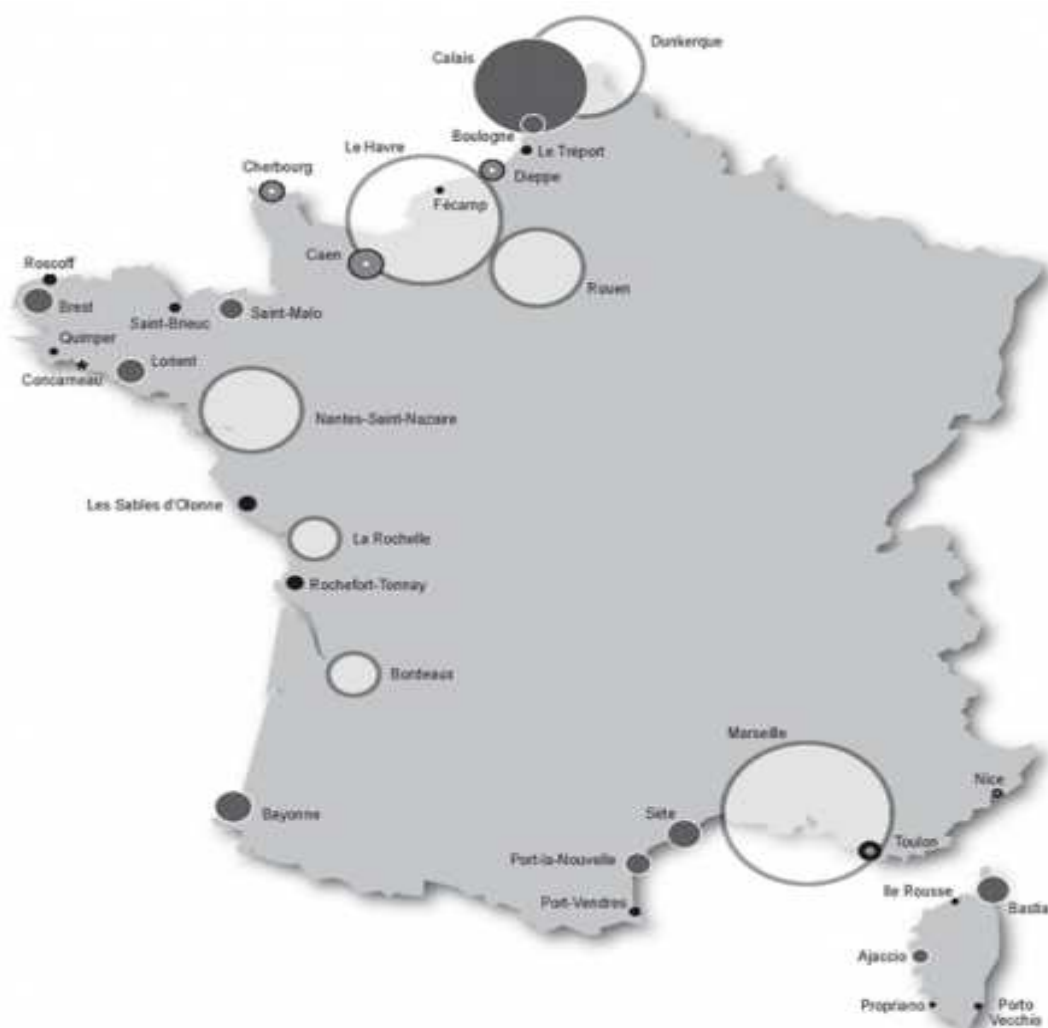 Dunkerque
Calais
Boulogne
Le Tréport
Le Havre
Dieppe
Cherbourg
Fécamp
Caen
Rouen
Roscoff
Brest
Saint-Brieuc
Saint-Malo
Quimper
Lorient
Concarneau
Nantes-Saint-Nazaire
Les Sables d'Olonne
La Rochelle
Rochefort-Tonnay
Bordeaux
Marseille
Nice
Bayonne
Sète
Toulon
Port-la-Nouvelle
Ile Rousse
Port-Vendres
Bastia
Ajaccio
Propriano
Porto
Vecchio